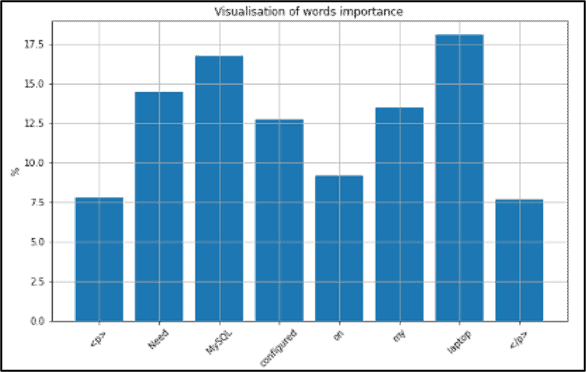 Visualisation of words importance
17.5
15.0
12.5
10.0
7.5
5.0
2.5
0.0
%
<p>
Need
MySQL
configured
on
my
laptop
</p>